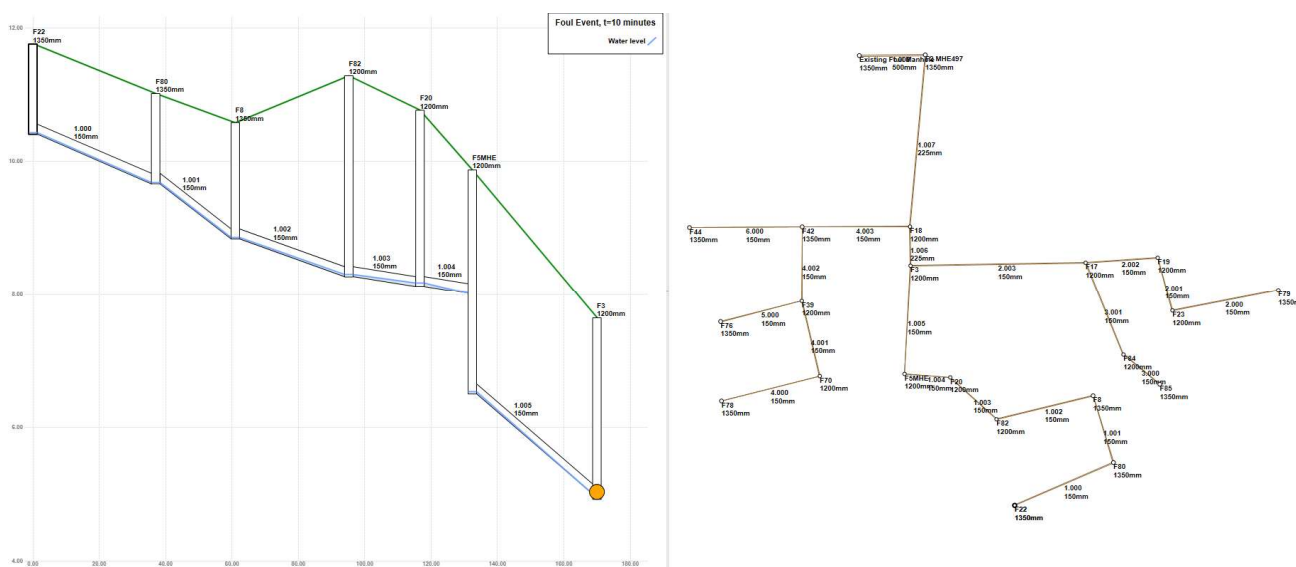 Foul Event, t=10 minutes
Water level
12.00
10.00
8.00
6.00
4.00
0.00
20.00
40.00
60.00
80.00
100.00
120.00
140.00
160.00
180.00
F22
1350mm
1.000
150mm
F80
1350mm
1.001
150mm
F8
1350mm
1.002
150mm
F82
1200mm
1.003
150mm
F20
1200mm
1.004
150mm
F5MHE
1200mm
1.005
150mm
F3
1200mm
Existing Foul Manhole
1350mm
500mm
MHE497
1350mm
1.007
225mm
F44
1350mm
6.000
150mm
F42
1350mm
4.003
150mm
F18
1200mm
1.006
225mm
F3
1200mm
2.003
150mm
F17
1200mm
2.002
150mm
F19
1200mm
2.001
150mm
F23
1200mm
2.000
150mm
F79
1350
4.002
150mm
F39
1200mm
5.000
150mm
F76
1350mm
4.001
150mm
F70
1200mm
4.000
150mm
F78
1350mm
1.005
150mm
3.001
150mm
F84
1200mm
3.000
150mm
F85
1350mm
F5MHE
1200mm
1.004
150mm
F20
1200mm
1.003
150mm
F82
1200mm
1.002
150mm
F8
1350mm
1.001
150mm
F80
1350mm
1.000
150mm
F22
1350mm